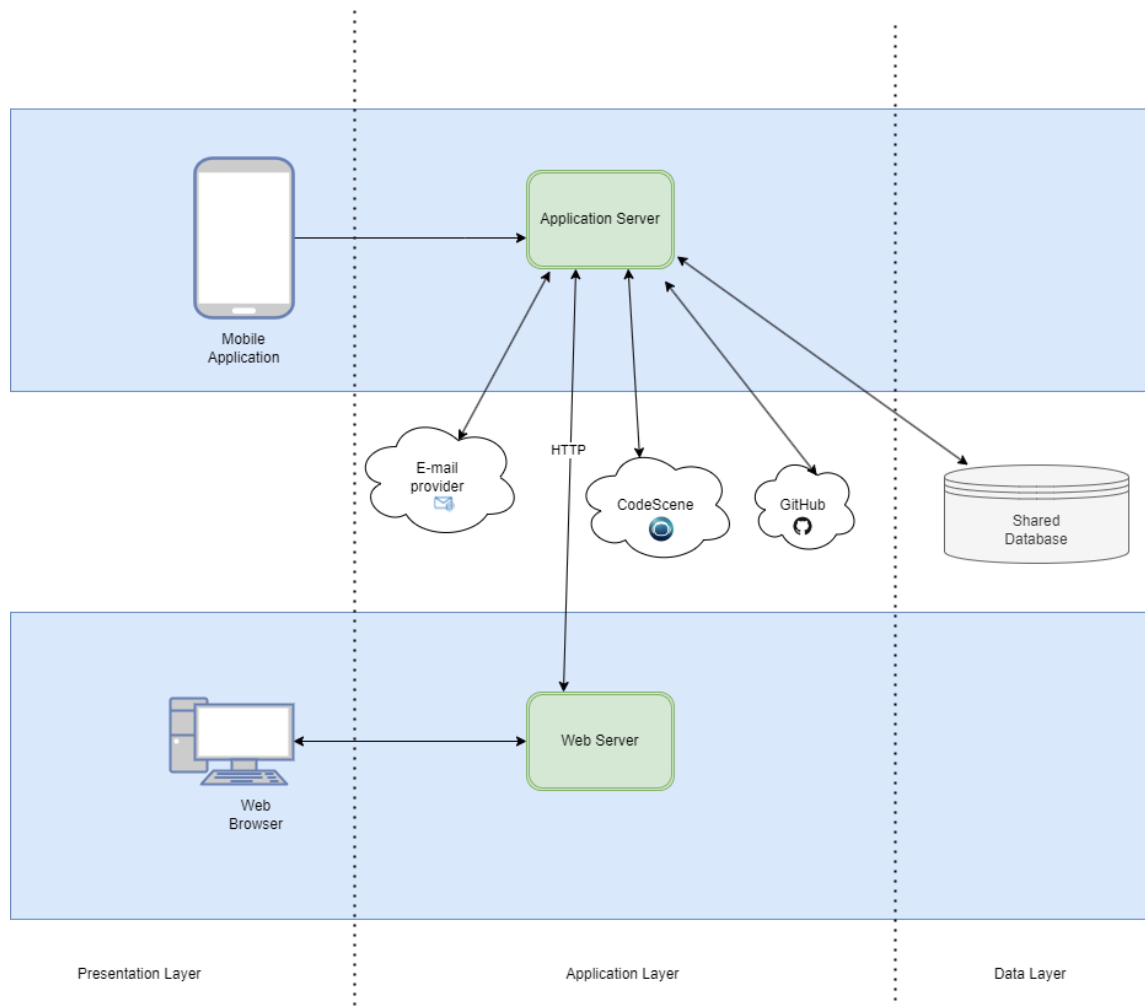 Application Server
Mobile
Application
E-mail
provider
HTTP
CodeScene
GitHub
Shared
Database
Web Server
Web
Browser
Presentation Layer
Application Layer
Data Layer